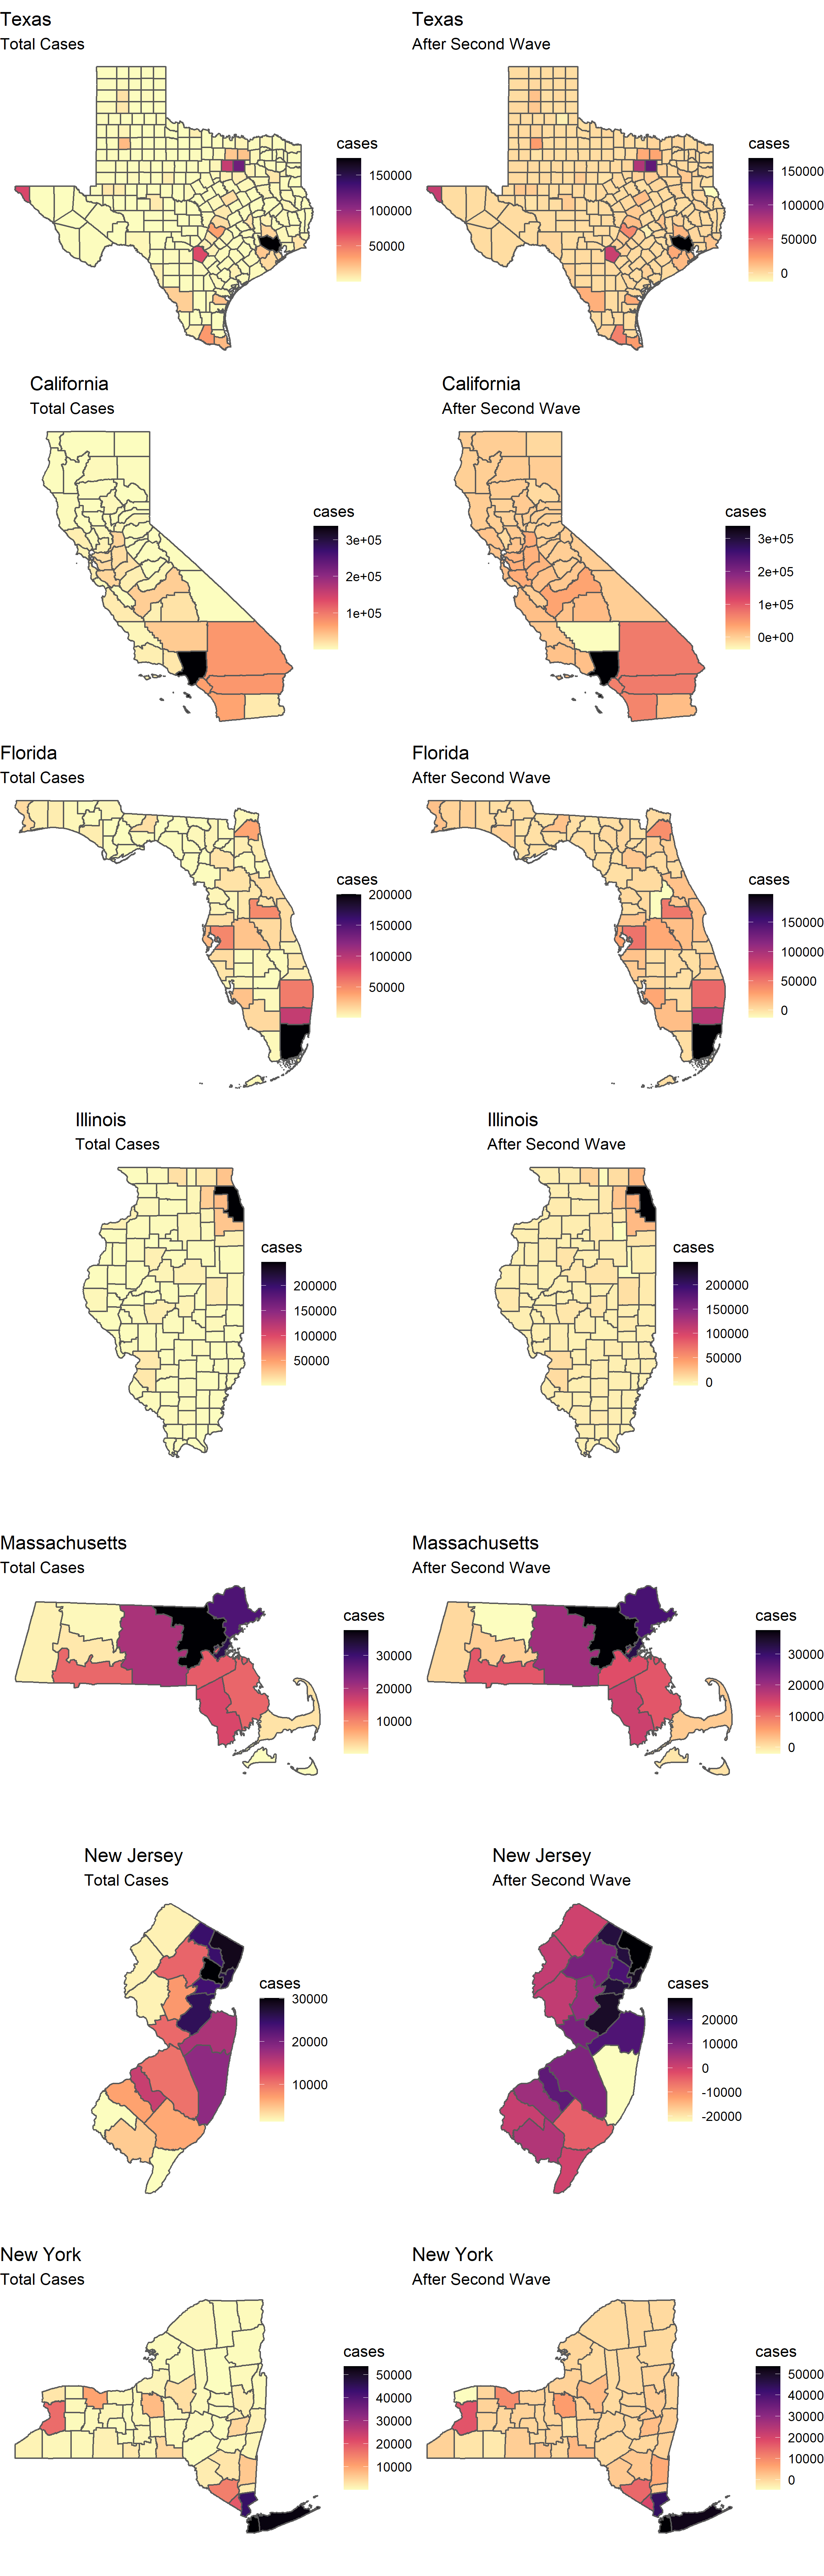 Texas
Total Cases
cases
150000
100000
50000
Texas
After Second Wave
cases
150000
100000
50000
0
California
Total Cases
cases
3e+05
2e+05
1e+05
California
After Second Wave
cases
3e+05
2e+05
1e+05
0e+00
Florida
Total Cases
cases
200000
150000
100000
50000
Florida
After Second Wave
cases
150000
100000
50000
0
Illinois
Total Cases
cases
200000
150000
100000
50000
Illinois
After Second Wave
cases
200000
150000
100000
50000
0
Massachusetts
Total Cases
cases
30000
20000
10000
Massachusetts
After Second Wave
cases
30000
20000
10000
0
New Jersey
Total Cases
cases
30000
20000
10000
New Jersey
After Second Wave
cases
20000
10000
0
-10000
-20000
New York
Total Cases
cases
50000
40000
30000
20000
10000
New York
After Second Wave
cases
50000
40000
30000
20000
10000
0